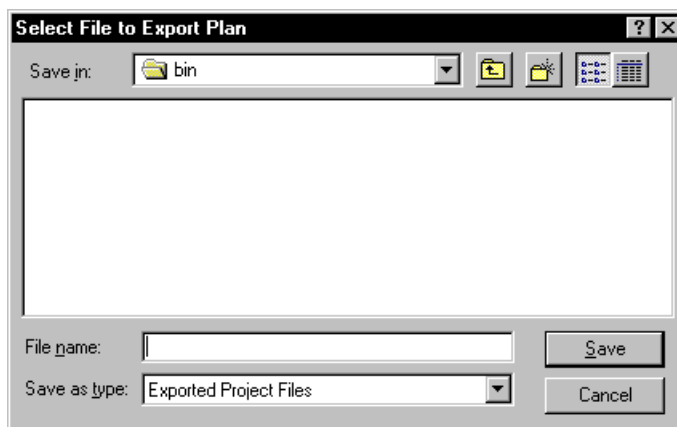 Select File to Export Plan
Save in: bin
File name:
Save
Save as type: Exported Project Files
Cancel